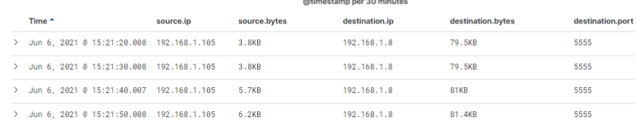 @timestamp per 30 minutes
Time source.ip source.bytes destination.ip destination.bytes destination.port
> Jun 6, 2021 @ 15:21:20.008 192.168.1.105 3.8KB 192.168.1.8 79.5KB 5555
> Jun 6, 2021 @ 15:21:30.008 192.168.1.105 3.8KB 192.168.1.8 79.5KB 5555
> Jun 6, 2021 @ 15:21:40.007 192.168.1.105 5.7KB 192.168.1.8 81KB 5555
> Jun 6, 2021 @ 15:21:50.008 192.168.1.105 6.2KB 192.168.1.8 81.4KB 5555